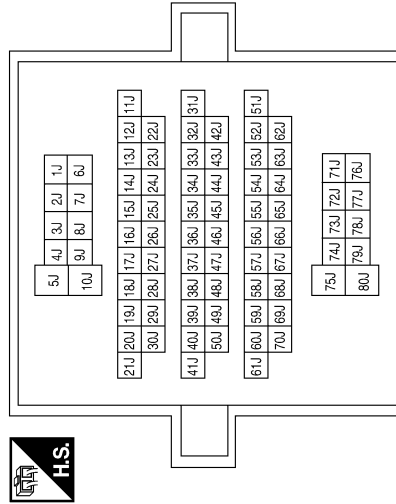 H.S.
5J 4J 3J 2J 1J
10J 9J 8J 7J 6J
21J 20J 19J 18J 17J 16J 15J 14J 13J 12J 11J
30J 29J 28J 27J 26J 25J 24J 23J 22J
41J 40J 39J 38J 37J 36J 35J 34J 33J 32J 31J
50J 49J 48J 47J 46J 45J 44J 43J 42J
61J 60J 59J 58J 57J 56J 55J 54J 53J 52J 51J
70J 69J 68J 67J 66J 65J 64J 63J 62J
75J 74J 73J 72J 71J
80J 79J 78J 77J 76J